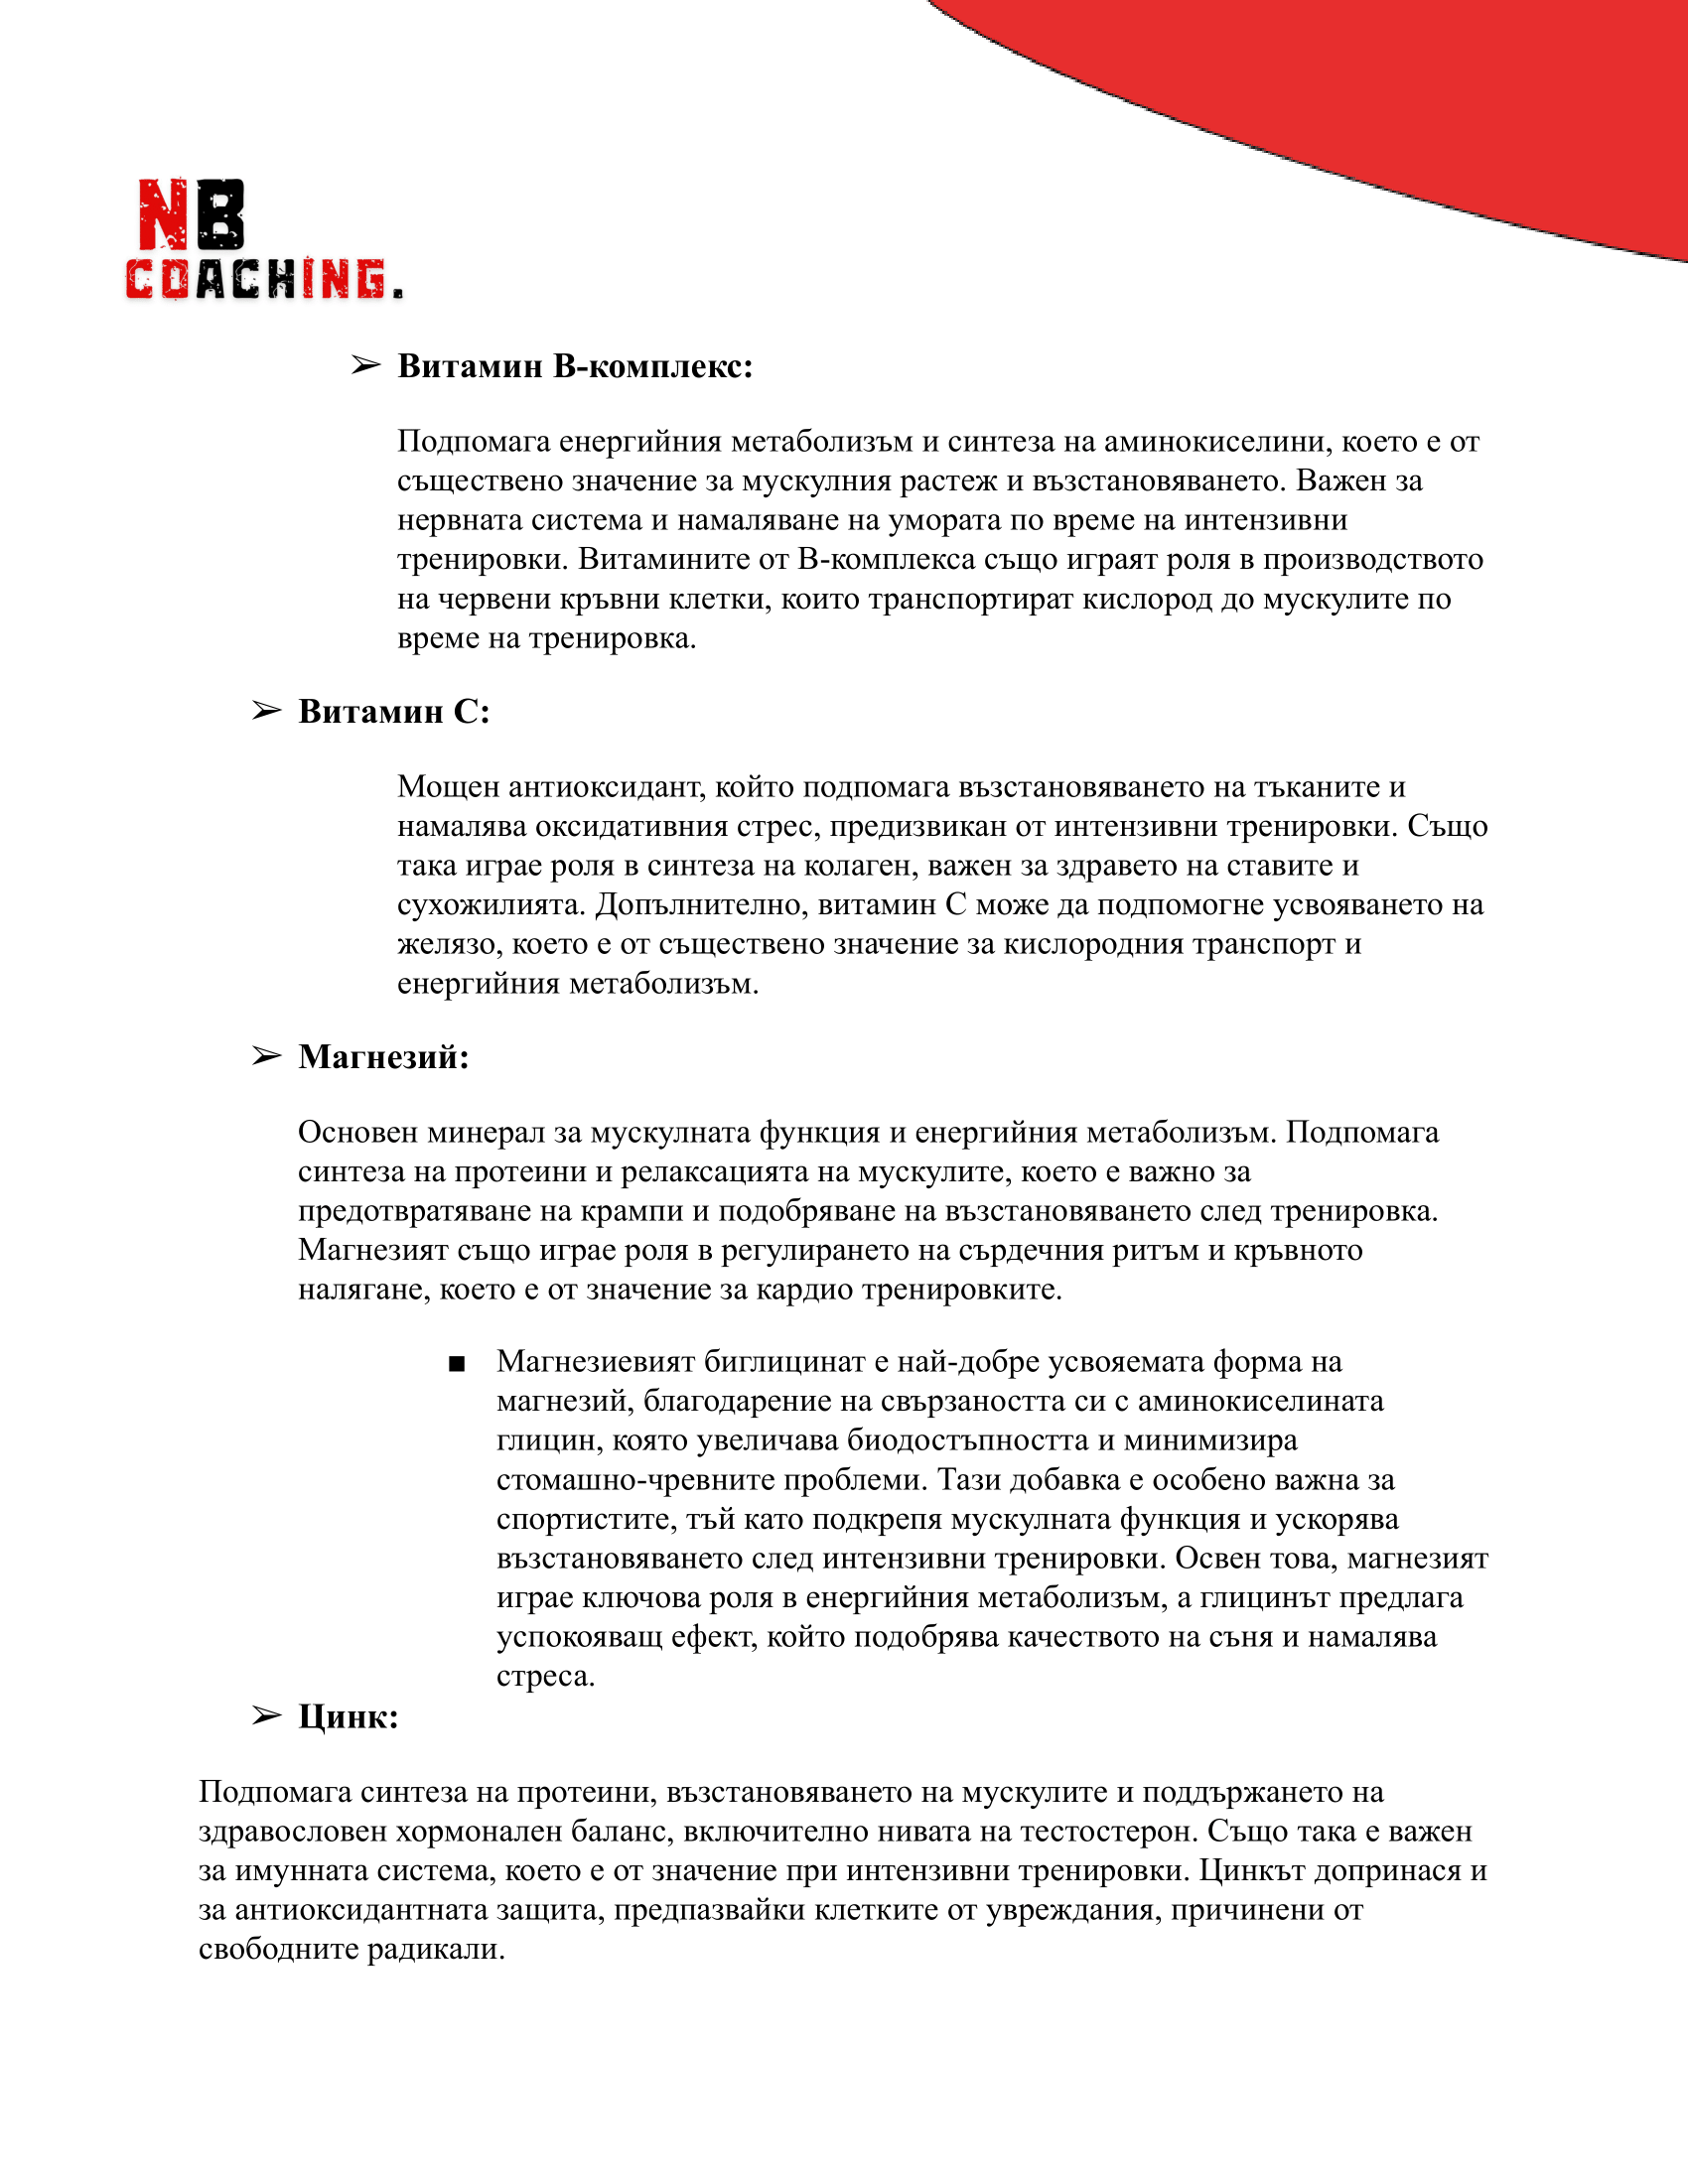 NB
COACHING.
➢ Витамин B-комплекс:
Подпомага енергийния метаболизъм и синтеза на аминокиселини, което е от
съществено значение за мускулния растеж и възстановяването. Важен за
нервната система и намаляване на умората по време на интензивни
тренировки. Витамините от B-комплекса също играят роля в производството
на червени кръвни клетки, които транспортират кислород до мускулите по
време на тренировка.
➢ Витамин C:
Мощен антиоксидант, който подпомага възстановяването на тъканите и
намалява оксидативния стрес, предизвикан от интензивни тренировки. Също
така играе роля в синтеза на колаген, важен за здравето на ставите и
сухожилията. Допълнително, витамин C може да подпомогне усвояването на
желязо, което е от съществено значение за кислородния транспорт и
енергийния метаболизъм.
➢ Магнезий:
Основен минерал за мускулната функция и енергийния метаболизъм. Подпомага
синтеза на протеини и релаксацията на мускулите, което е важно за
предотвратяване на крампи и подобряване на възстановяването след тренировка.
Магнезият също играе роля в регулирането на сърдечния ритъм и кръвното
налягане, което е от значение за кардио тренировките.
■ Магнезиевият биглицинат е най-добре усвояемата форма на
магнезий, благодарение на свързаността си с аминокиселината
глицин, която увеличава биодостъпността и минимизира
стомашно-чревните проблеми. Тази добавка е особено важна за
спортистите, тъй като подкрепя мускулната функция и ускорява
възстановяването след интензивни тренировки. Освен това, магнезият
играе ключова роля в енергийния метаболизъм, а глицинът предлага
успокояващ ефект, който подобрява качеството на съня и намалява
стреса.
➢ Цинк:
Подпомага синтеза на протеини, възстановяването на мускулите и поддържането на
здравословен хормонален баланс, включително нивата на тестостерон. Също така е важен
за имунната система, което е от значение при интензивни тренировки. Цинкът допринася и
за антиоксидантната защита, предпазвайки клетките от увреждания, причинени от
свободните радикали.